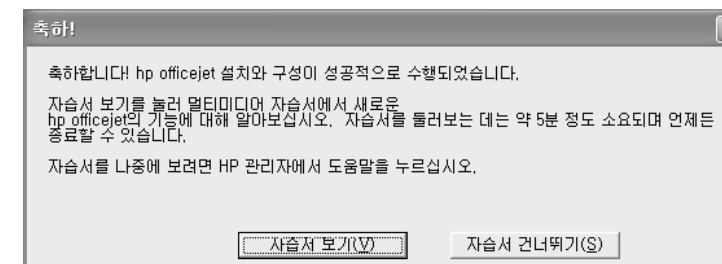 축하!
축하합니다! hp officejet 설치와 구성이 성공적으로 수행되었습니다.
자습서 보기를 눌러 멀티미디어 자습서에서 새로운
hp officejet의 기능에 대해 알아보십시오. 자습서를 둘러보는 데는 약 5분 정도 소요되며 언제든
종료할 수 있습니다.
자습서를 나중에 보려면 HP 관리자에서 도움말을 누르십시오.
자습서 보기(V)
자습서 건너뛰기(S)